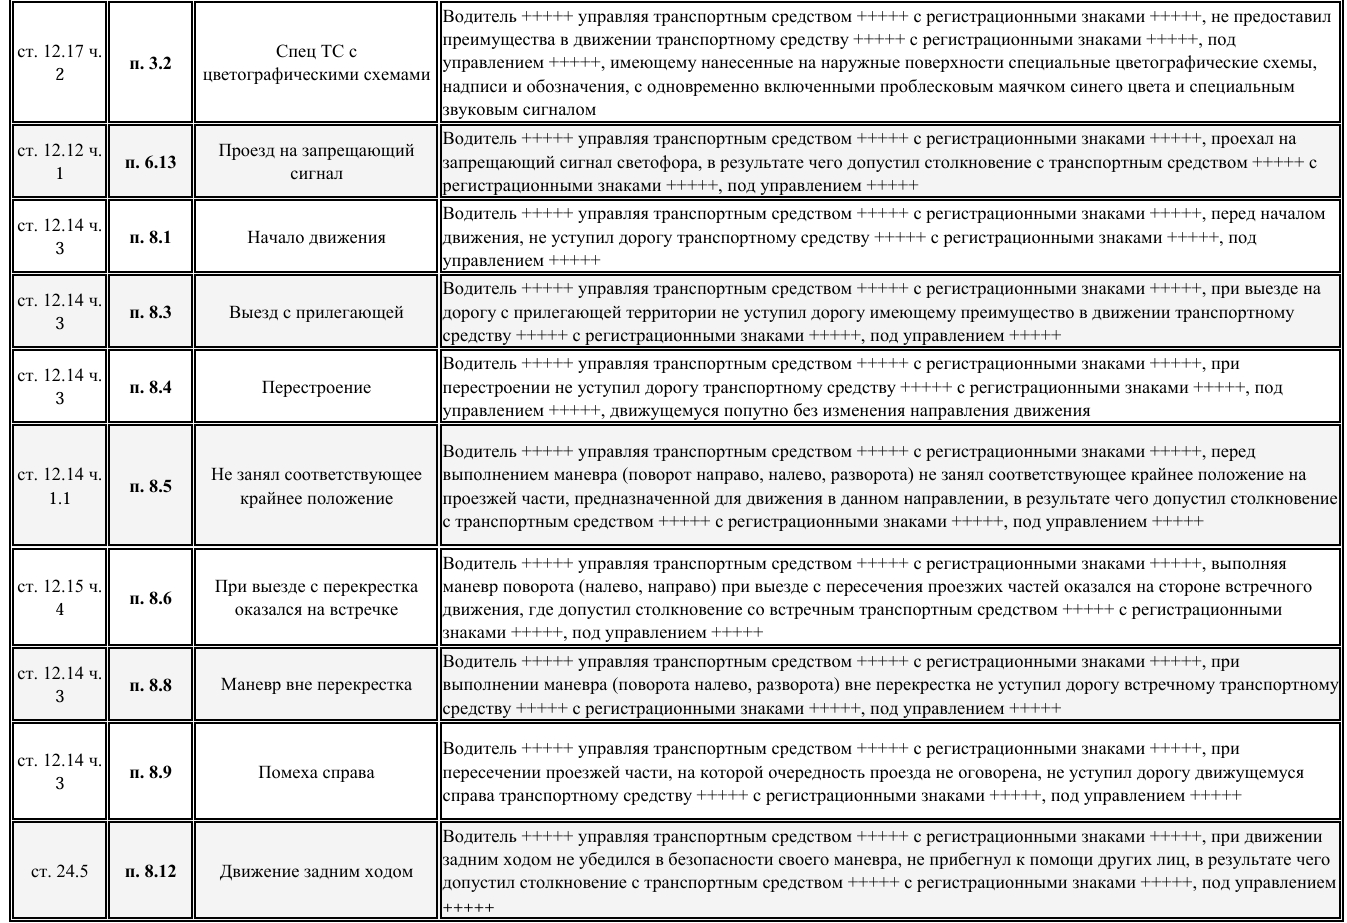 ст. 12.17 ч.
2
п. 3.2
Спец ТС с
цветографическими схемами
Водитель +++++ управляя транспортным средством +++++ с регистрационными знаками +++++, не предоставил
преимущества в движении транспортному средству +++++ с регистрационными знаками +++++, под
управлением +++++, имеющему нанесенные на наружные поверхности специальные цветографические схемы,
надписи и обозначения, с одновременно включенными проблесковым маячком синего цвета и специальным
звуковым сигналом
ст. 12.12 ч.
1
п. 6.13
Проезд на запрещающий
сигнал
Водитель +++++ управляя транспортным средством +++++ с регистрационными знаками +++++, проехал на
запрещающий сигнал светофора, в результате чего допустил столкновение с транспортным средством +++++ с
регистрационными знаками +++++, под управлением +++++
ст. 12.14 ч.
3
п. 8.1
Начало движения
Водитель +++++ управляя транспортным средством +++++ с регистрационными знаками +++++, перед началом
движения, не уступил дорогу транспортному средству +++++ с регистрационными знаками +++++, под
управлением +++++
ст. 12.14 ч.
3
п. 8.3
Выезд с прилегающей
Водитель +++++ управляя транспортным средством +++++ с регистрационными знаками +++++, при выезде на
дорогу с прилегающей территории не уступил дорогу имеющему преимущество в движении транспортному
средству +++++ с регистрационными знаками +++++, под управлением +++++
ст. 12.14 ч.
3
п. 8.4
Перестроение
Водитель +++++ управляя транспортным средством +++++ с регистрационными знаками +++++, при
перестроении не уступил дорогу транспортному средству +++++ с регистрационными знаками +++++, под
управлением +++++, движущемуся попутно без изменения направления движения
ст. 12.14 ч.
1.1
п. 8.5
Не занял соответствующее
крайнее положение
Водитель +++++ управляя транспортным средством +++++ с регистрационными знаками +++++, перед
выполнением маневра (поворот направо, налево, разворота) не занял соответствующее крайнее положение на
проезжей части, предназначенной для движения в данном направлении, в результате чего допустил столкновение
с транспортным средством +++++ с регистрационными знаками +++++, под управлением +++++
ст. 12.15 ч.
4
п. 8.6
При выезде с перекрестка
оказался на встречке
Водитель +++++ управляя транспортным средством +++++ с регистрационными знаками +++++, выполняя
маневр поворота (налево, направо) при выезде с пересечения проезжих частей оказался на стороне встречного
движения, где допустил столкновение со встречным транспортным средством +++++ с регистрационными
знаками +++++, под управлением +++++
ст. 12.14 ч.
3
п. 8.8
Маневр вне перекрестка
Водитель +++++ управляя транспортным средством +++++ с регистрационными знаками +++++, при
выполнении маневра (поворота налево, разворота) вне перекрестка не уступил дорогу встречному транспортному
средству +++++ с регистрационными знаками +++++, под управлением +++++
ст. 12.14 ч.
3
п. 8.9
Помеха справа
Водитель +++++ управляя транспортным средством +++++ с регистрационными знаками +++++, при
пересечении проезжей части, на которой очередность проезда не оговорена, не уступил дорогу движущемуся
справа транспортному средству +++++ с регистрационными знаками +++++, под управлением +++++
ст. 24.5
п. 8.12
Движение задним ходом
Водитель +++++ управляя транспортным средством +++++ с регистрационными знаками +++++, при движении
задним ходом не убедился в безопасности своего маневра, не прибегнул к помощи других лиц, в результате чего
допустил столкновение с транспортным средством +++++ с регистрационными знаками +++++, под управлением
+++++